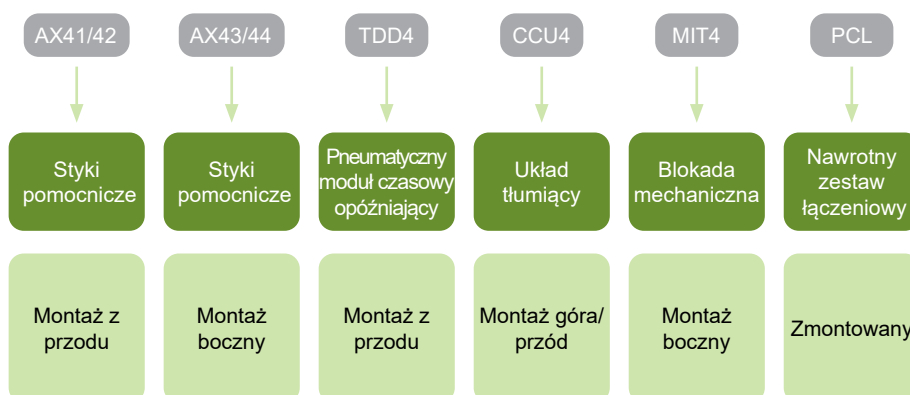 AX41/42
AX43/44
TDD4
CCU4
MIT4
PCL
Styki
pomocnicze
Styki
pomocnicze
Pneumatyczny
moduł czasowy
opóźniający
Układ
tłumiący
Blokada
mechaniczna
Nawrotny
zestaw
łączeniowy
Montaż z
przodu
Montaż
boczny
Montaż z
przodu
Montaż góra/
przód
Montaż
boczny
Zmontowany